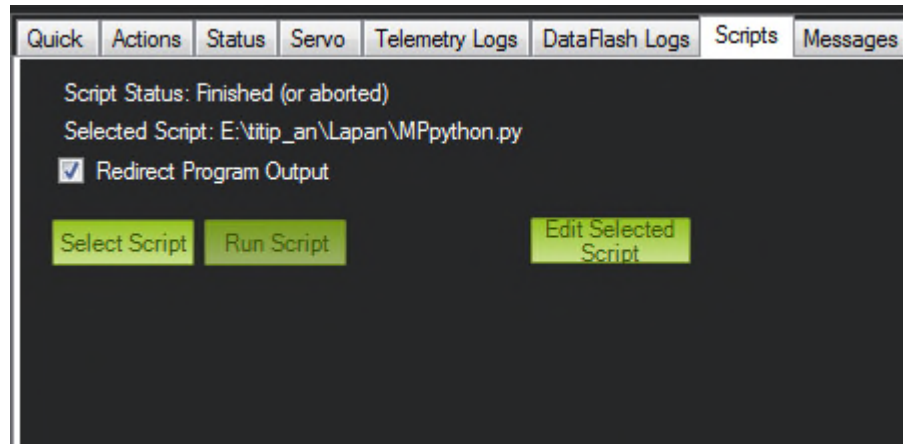 Quick Actions Status Servo Telemetry Logs DataFlash Logs Scripts Messages
Script Status: Finished (or aborted)
Selected Script: E:\titip_an\Lapan\MPpython.py
Redirect Program Output
Select Script Run Script Edit Selected
Script